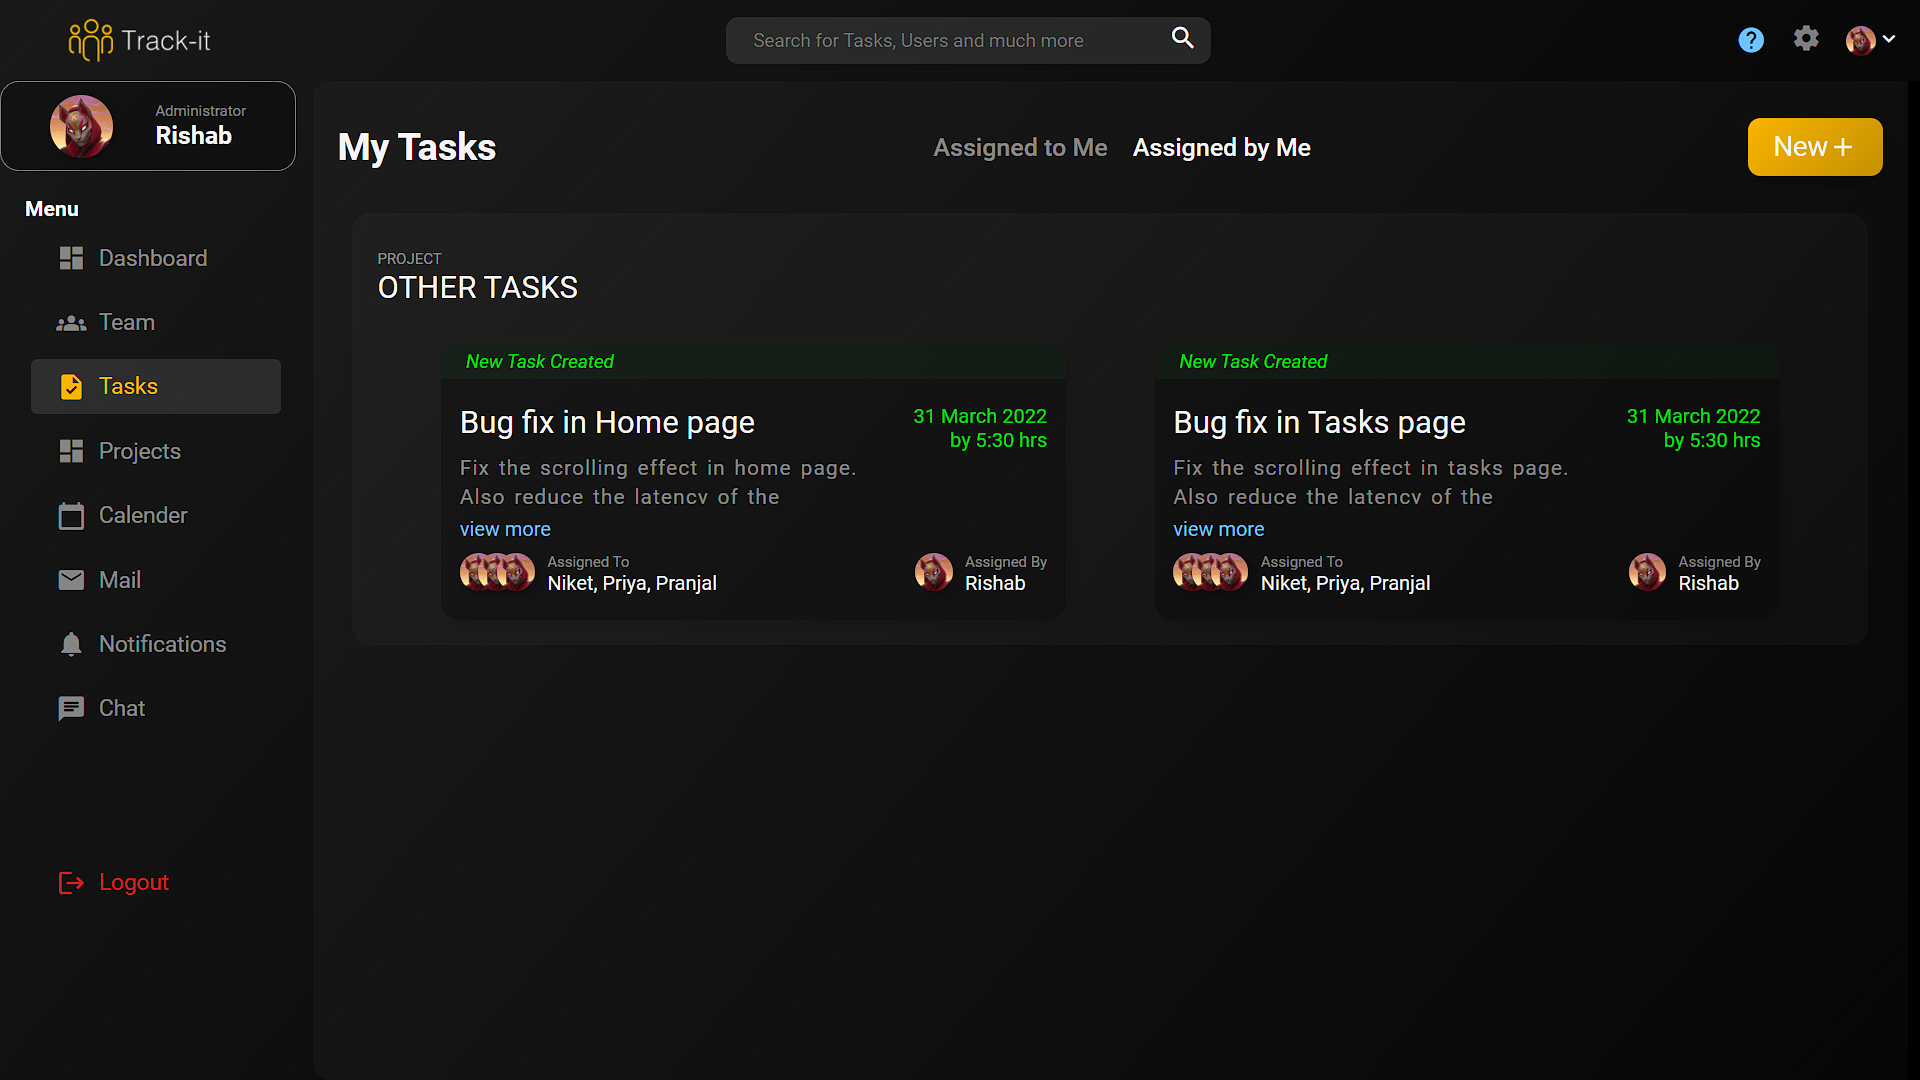 Track-it
Search for Tasks, Users and much more
?
Administrator
Rishab
Menu
Dashboard
Team
Tasks
Projects
Calender
Mail
Notifications
Chat
Logout
My Tasks
Assigned to Me
Assigned by Me
New+
PROJECT
OTHER TASKS
New Task Created
Bug fix in Home page
31 March 2022
by 5:30 hrs
Fix the scrolling effect in home page.
Also reduce the latency of the
view more
Assigned To
Niket, Priya, Pranjal
Assigned By
Rishab
New Task Created
Bug fix in Tasks page
31 March 2022
by 5:30 hrs
Fix the scrolling effect in tasks page.
Also reduce the latency of the
view more
Assigned To
Niket, Priya, Pranjal
Assigned By
Rishab